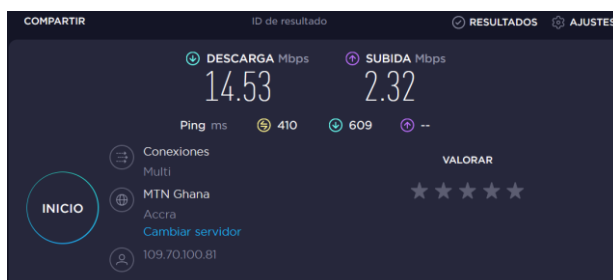 COMPARTIR
ID de resultado
RESULTADOS
AJUSTES
DESCARGA Mbps
SUBIDA Mbps
14.53
2.32
Ping ms
410
609
--
Conexiones
Multi
VALORAR
INICIO
MTN Ghana
Accra
Cambiar servidor
109.70.100.81